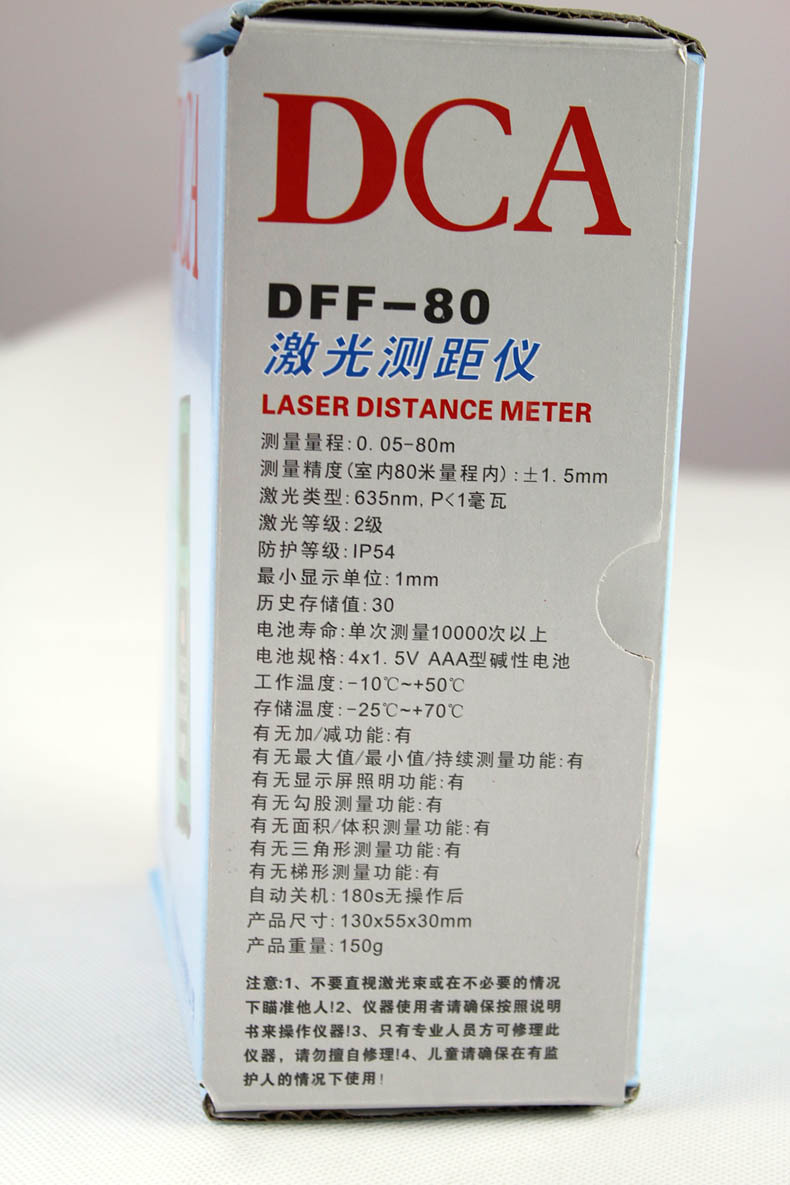 DCA
DFF-80
激光测距仪
LASER DISTANCE METER
测量量程:0.05-80m
测量精度(室内80米量程内):±1.5mm
激光类型:635nm,P<1毫瓦
激光等级:2级
防护等级:IP54
最小显示单位:1mm
历史存储值:30
电池寿命:单次测量10000次以上
电池规格:4x1.5V AAA型碱性电池
工作温度:-10℃~+50℃
存储温度:-25℃~+70℃
有无加/减功能:有
有无最大值/最小值/持续测量功能:有
有无显示屏照明功能:有
有无勾股测量功能:有
有无面积/体积测量功能:有
有无三角形测量功能:有
有无梯形测量功能:有
自动关机:180s无操作后
产品尺寸:130x55x30mm
产品重量:150g
注意:1、不要直视激光束或在不必要的情况
下瞄准他人!2、仪器使用者请确保按照说明
书来操作仪器!3、只有专业人员方可修理此
仪器，请勿擅自修理!4、儿童请确保在有监
护人的情况下使用!